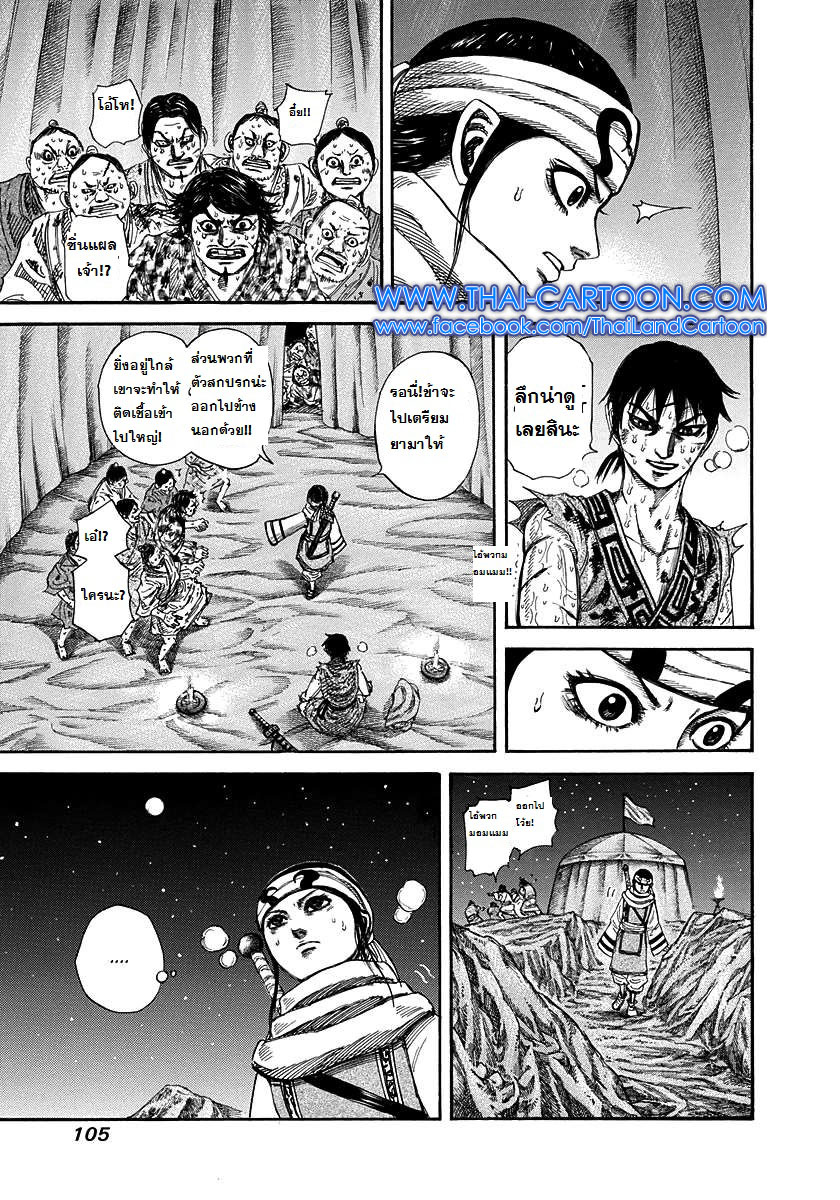 อี๋ย!!
โอ้โห!
ซิ่นแผล
เจ้า!?
WWW.THAI-CARTOON.COM
www.facebook.com/ThaiLandCartoon
ลึกน่าดู
เลยสินะ
รอนี่!ข้าจะ
ไปเตรียม
ยามาให้
ส่วนพวกที่
ตัวสกปรกน่ะ
ออกไปข้าง
นอกด้วย!!
ยิ่งอยู่ใกล้
เขาจะทำให้
ติดเชื้อเข้า
ไปใหญ่!
ไอ้พวกม
อมแมม!!
เอ๋!?
ใครนะ?
ออกไป
โว้ย!
ไอ้พวก
มอมแมม
....
105